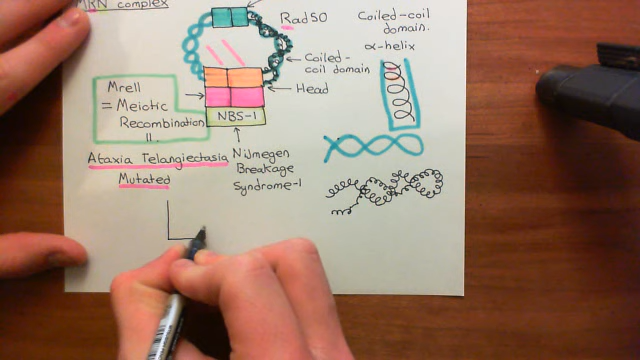 MRN complex
Rad50
Coiled-coil
domain.
α-helix
Coiled-
coil domain
Head
Mre11
= Meiotic
Recombination
11.
NBS-1
Ataxia Telangiectasia
Mutated
Nijmegen
Breakage
Syndrome-1